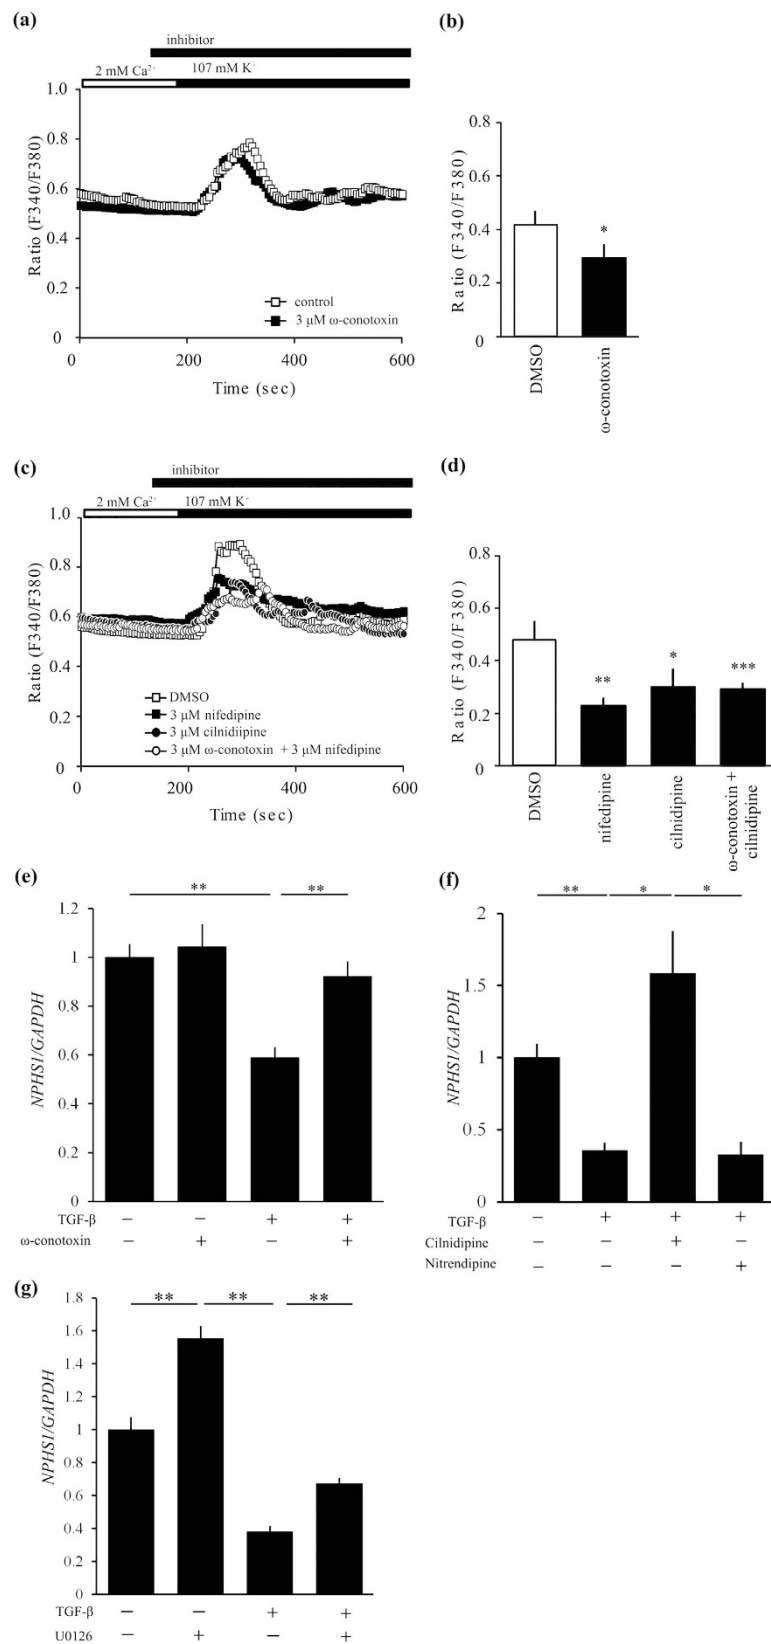 (a)
inhibitor
2 mM Ca²⁺ 107 mM K⁺
1.0
0.8
0.6
0.4
0.2
0
Ratio (F340/F380)
control
3 μM ω-conotoxin
0 200 400 600
Time (sec)
(b)
0.8
0.6
0.4
0.2
0
Ratio (F340/F380)
*
DMSO
ω-conotoxin
(c)
inhibitor
2 mM Ca²⁺ 107 mM K⁺
1.0
0.8
0.6
0.4
0.2
0
Ratio (F340/F380)
DMSO
3 μM nifedipine
3 μM cilnidiipine
3 μM ω-conotoxin + 3 μM nifedipine
0 200 400 600
Time (sec)
(d)
0.8
0.6
0.4
0.2
0
Ratio (F340/F380)
** * ***
DMSO
nifedipine
cilnidipine
ω-conotoxin +
cilnidipine
(e)
** **
1.2
1
0.8
0.6
0.4
0.2
0
NPHS1/GAPDH
TGF-β − − + +
ω-conotoxin − + − +
(f)
** * *
2
1.5
1
0.5
0
NPHS1/GAPDH
TGF-β − + + +
Cilnidipine − − + −
Nitrendipine − − − +
(g)
** ** **
1.8
1.6
1.4
1.2
1
0.8
0.6
0.4
0.2
0
NPHS1/GAPDH
TGF-β − − + +
U0126 − + − +